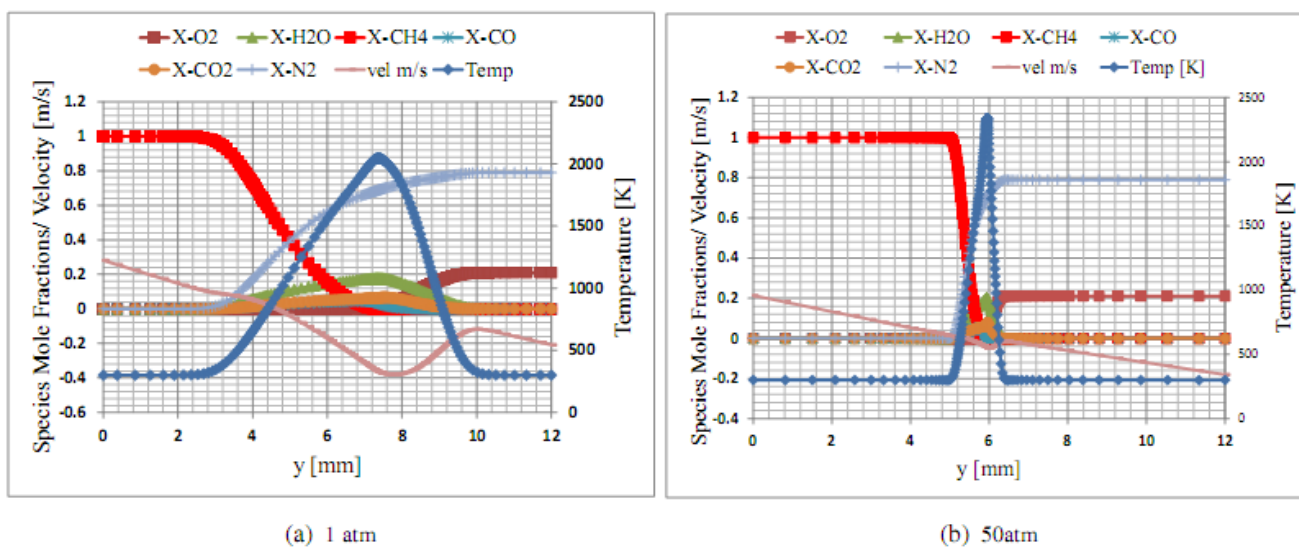 X-O2 X-H2O X-CH4 X-CO
X-CO2 X-N2 vel m/s Temp
Species Mole Fractions/ Velocity [m/s]
1.2
1
0.8
0.6
0.4
0.2
0
-0.2
-0.4
-0.6
2500
2000
1500
1000
500
0
Temperature [K]
0 2 4 6 8 10 12
y [mm]
(a) 1 atm
X-O2 X-H2O X-CH4 X-CO
X-CO2 X-N2 vel m/s Temp [K]
Species Mole Fractions/ Velocity [m/s]
1.2
1
0.8
0.6
0.4
0.2
0
-0.2
-0.4
2500
2000
1500
1000
500
0
Temperature [K]
0 2 4 6 8 10 12
y [mm]
(b) 50atm